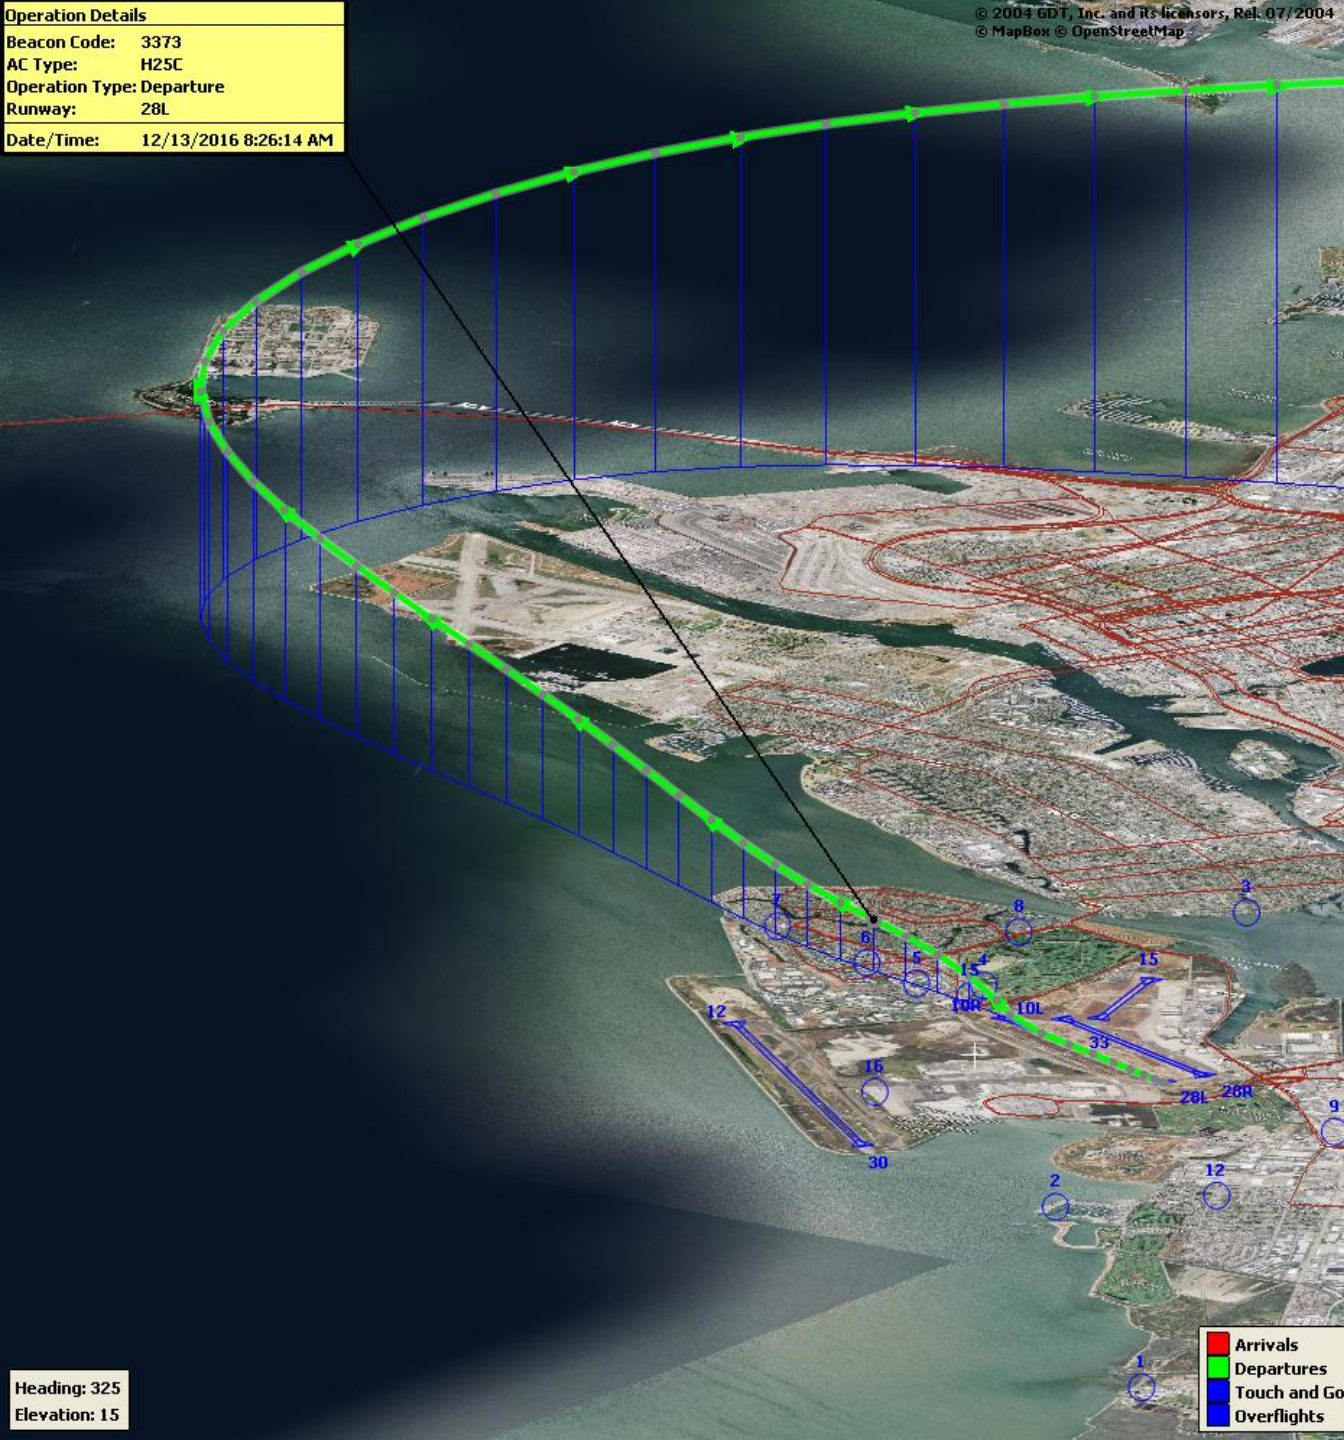 Operation Details
Beacon Code: 3373
AC Type: H25C
Operation Type: Departure
Runway: 28L
Date/Time: 12/13/2016 8:26:14 AM
© 2004 GDT, Inc. and its licensors, Rel. 07/2004
© MapBox © OpenStreetMap
3
7
8
6
5
4
15
15
10R
10L
12
33
16
28L
28R
9
30
12
2
1
Arrivals
Departures
Touch and Go
Overflights
Heading: 325
Elevation: 15